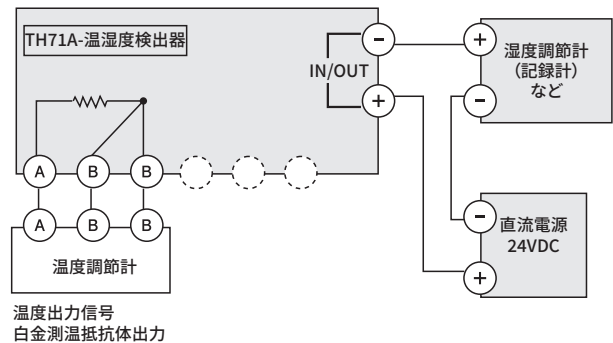 TH71A-温湿度検出器
IN/OUT
−
+
+
−
湿度調節計
（記録計）
など
A
B
B
A
B
B
温度調節計
−
+
直流電源
24VDC
温度出力信号
白金測温抵抗体出力